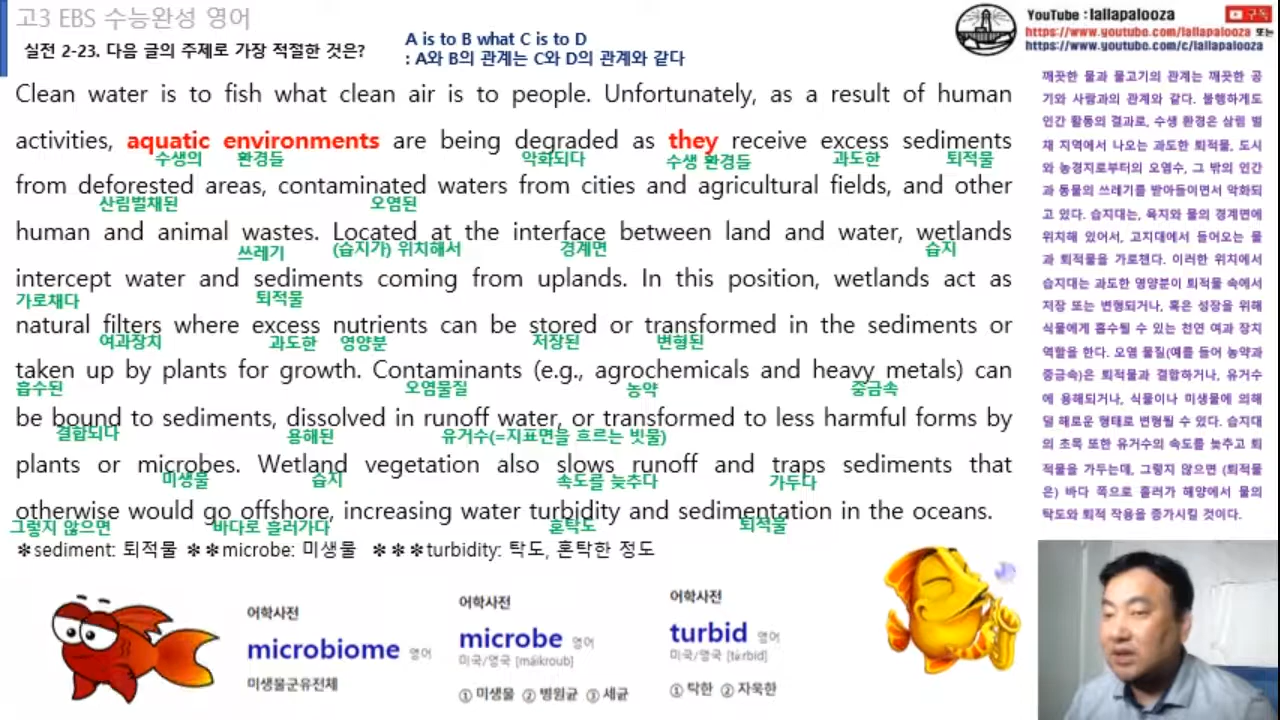 고3 EBS 수능완성 영어
실전 2-23. 다음 글의 주제로 가장 적절한 것은?
A is to B what C is to D
: A와 B의 관계는 C와 D의 관계와 같다
YouTube : lallapalooza 구독
https://www.youtube.com/lallapalooza 또는
https://www.youtube.com/c/lallapalooza
Clean water is to fish what clean air is to people. Unfortunately, as a result of human
activities, aquatic environments are being degraded as they receive excess sediments
수생의 환경들 악화되다 수생 환경들 과도한 퇴적물
from deforested areas, contaminated waters from cities and agricultural fields, and other
산림벌채된 오염된
human and animal wastes. Located at the interface between land and water, wetlands
쓰레기 (습지가) 위치해서 경계면 습지
intercept water and sediments coming from uplands. In this position, wetlands act as
가로채다 퇴적물
natural filters where excess nutrients can be stored or transformed in the sediments or
여과장치 과도한 영양분 저장된 변형된
taken up by plants for growth. Contaminants (e.g., agrochemicals and heavy metals) can
흡수된 오염물질 농약 중금속
be bound to sediments, dissolved in runoff water, or transformed to less harmful forms by
결합되다 용해된 유거수(=지표면을 흐르는 빗물)
plants or microbes. Wetland vegetation also slows runoff and traps sediments that
미생물 습지 속도를 늦추다 가두다
otherwise would go offshore, increasing water turbidity and sedimentation in the oceans.
그렇지 않으면 바다로 흘러가다 혼탁도 퇴적물
✻sediment: 퇴적물 ✻✻microbe: 미생물 ✻✻✻turbidity: 탁도, 혼탁한 정도
깨끗한 물과 물고기의 관계는 깨끗한 공
기와 사람과의 관계와 같다. 불행하게도
인간 활동의 결과로, 수생 환경은 삼림 벌
채 지역에서 나오는 과도한 퇴적물, 도시
와 농경지로부터의 오염수, 그 밖의 인간
과 동물의 쓰레기를 받아들이면서 악화되
고 있다. 습지대는, 육지와 물의 경계면에
위치해 있어서, 고지대에서 들어오는 물
과 퇴적물을 가로챈다. 이러한 위치에서
습지대는 과도한 영양분이 퇴적물 속에서
저장 또는 변형되거나, 혹은 성장을 위해
식물에게 흡수될 수 있는 천연 여과 장치
역할을 한다. 오염 물질(예를 들어 농약과
중금속)은 퇴적물과 결합하거나, 유거수
에 용해되거나, 식물이나 미생물에 의해
덜 해로운 형태로 변형될 수 있다. 습지대
의 초목 또한 유거수의 속도를 늦추고 퇴
적물을 가두는데, 그렇지 않으면 (퇴적물
은) 바다 쪽으로 흘러가 해양에서 물의
탁도와 퇴적 작용을 증가시킬 것이다.
어학사전
microbiome 영어
미생물군유전체
어학사전
microbe 영어
미국/영국 [máikroub]
① 미생물 ② 병원균 ③ 세균
어학사전
turbid 영어
미국/영국 [tə́ːrbid]
① 탁한 ② 자욱한